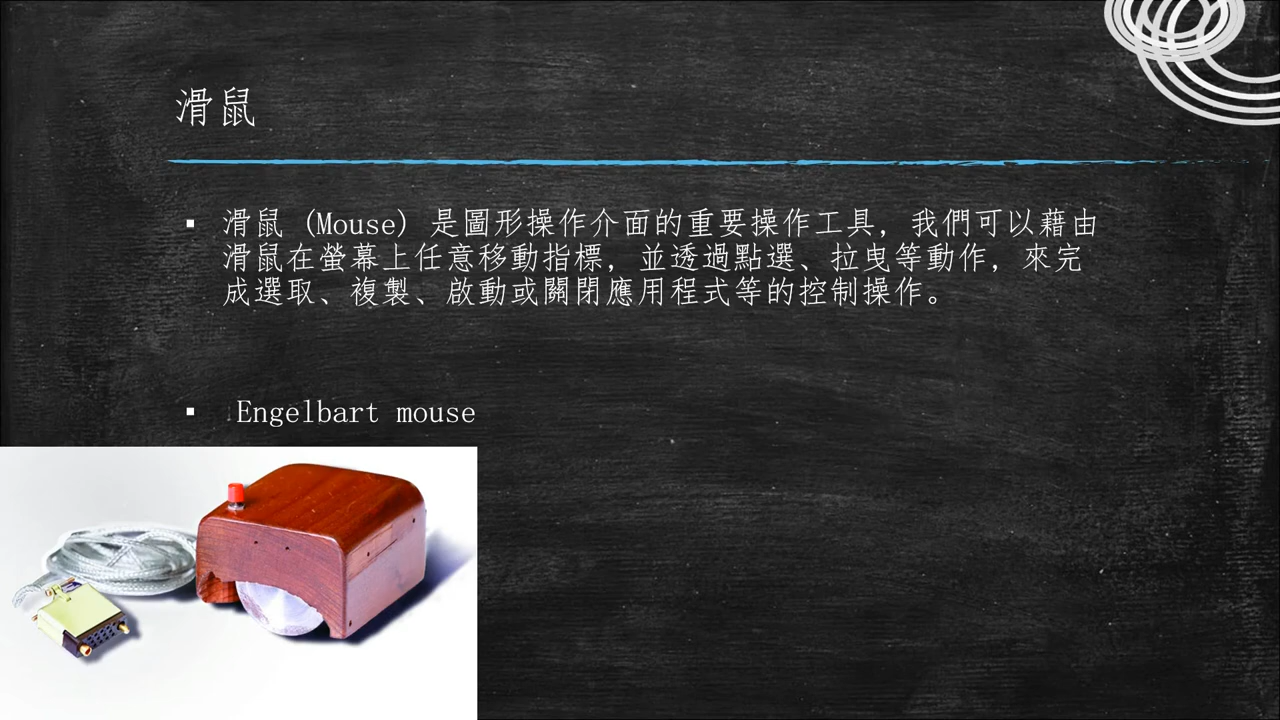 滑鼠
▪ 滑鼠 (Mouse) 是圖形操作介面的重要操作工具，我們可以藉由
滑鼠在螢幕上任意移動指標，並透過點選、拉曳等動作，來完
成選取、複製、啟動或關閉應用程式等的控制操作。
▪ Engelbart mouse